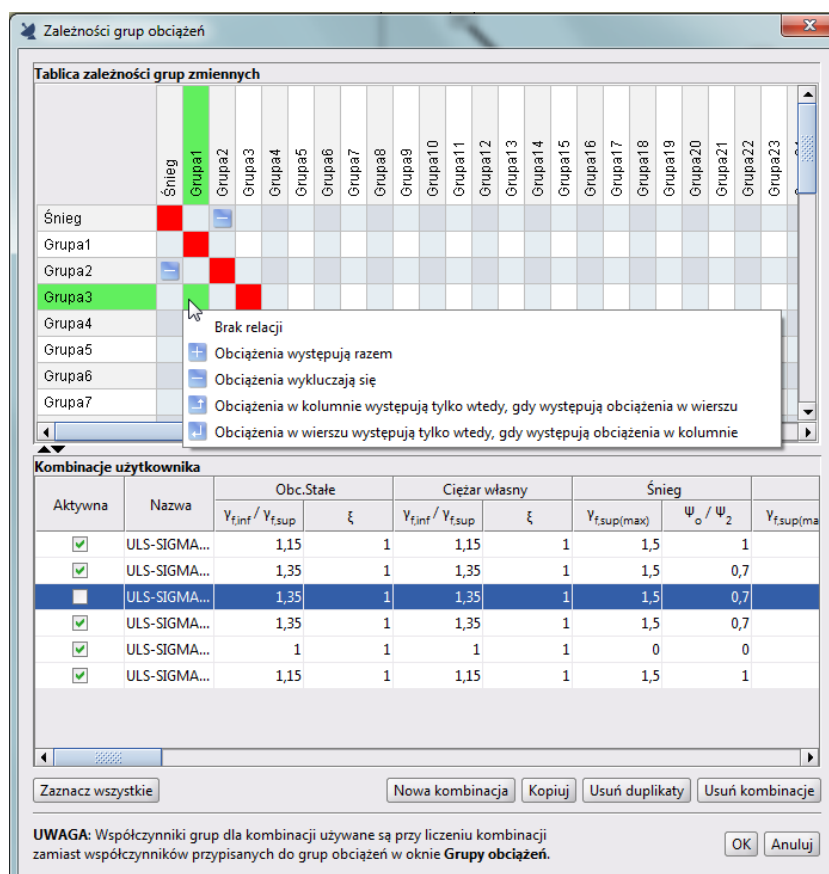 Zależności grup obciążeń
Tablica zależności grup zmiennych
Śnieg Grupa1 Grupa2 Grupa3 Grupa4 Grupa5 Grupa6 Grupa7 Grupa8 Grupa9 Grupa10 Grupa11 Grupa12 Grupa13 Grupa14 Grupa15 Grupa16 Grupa17 Grupa18 Grupa19 Grupa20 Grupa21 Grupa22 Grupa23
Śnieg
Grupa1
Grupa2
Grupa3
Grupa4
Grupa5
Grupa6
Grupa7
Brak relacji
Obciążenia występują razem
Obciążenia wykluczają się
Obciążenia w kolumnie występują tylko wtedy, gdy występują obciążenia w wierszu
Obciążenia w wierszu występują tylko wtedy, gdy występują obciążenia w kolumnie
Kombinacje użytkownika
Aktywna Nazwa Obc.Stałe Ciężar własny Śnieg
γf,inf / γf,sup ξ γf,inf / γf,sup ξ γf,sup(max) Ψo / Ψ2 γf,sup(ma
ULS-SIGMA... 1,15 1 1,15 1 1,5 1
ULS-SIGMA... 1,35 1 1,35 1 1,5 0,7
ULS-SIGMA... 1,35 1 1,35 1 1,5 0,7
ULS-SIGMA... 1,35 1 1,35 1 1,5 0,7
ULS-SIGMA... 1 1 1 1 0 0
ULS-SIGMA... 1,15 1 1,15 1 1,5 1
Zaznacz wszystkie Nowa kombinacja Kopiuj Usuń duplikaty Usuń kombinacje
UWAGA: Współczynniki grup dla kombinacji używane są przy liczeniu kombinacji
zamiast współczynników przypisanych do grup obciążeń w oknie Grupy obciążeń.
OK Anuluj